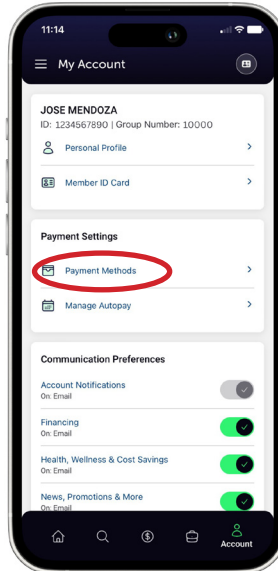 11:14
My Account
JOSE MENDOZA
ID: 1234567890 | Group Number: 10000
Personal Profile
Member ID Card
Payment Settings
Payment Methods
Manage Autopay
Communication Preferences
Account Notifications
On: Email
Financing
On: Email
Health, Wellness & Cost Savings
On: Email
News, Promotions & More
On: Email
Account